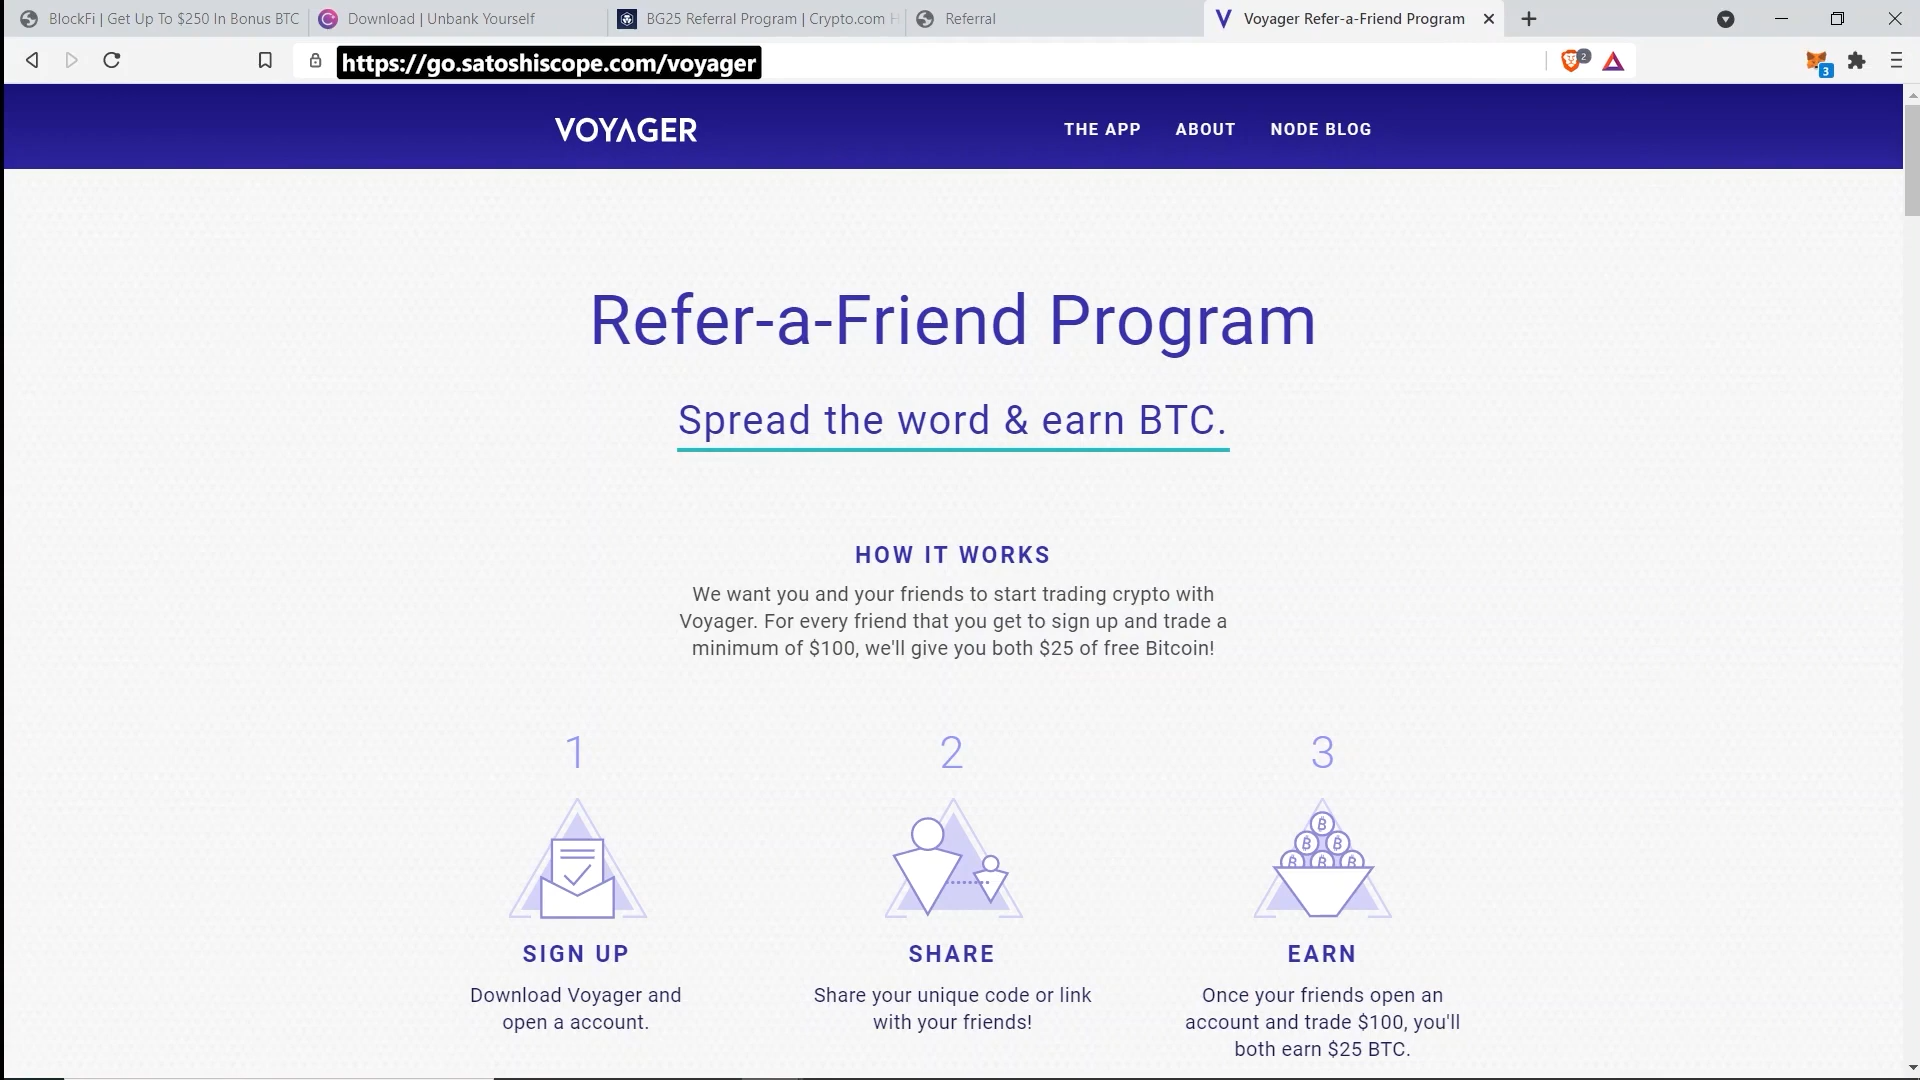 BlockFi | Get Up To $250 In Bonus BTC
Download | Unbank Yourself
BG25 Referral Program | Crypto.com H
Referral
Voyager Refer-a-Friend Program
https://go.satoshiscope.com/voyager
2
3
VOYAGER
THE APP
ABOUT
NODE BLOG
Refer-a-Friend Program
Spread the word & earn BTC.
HOW IT WORKS
We want you and your friends to start trading crypto with
Voyager. For every friend that you get to sign up and trade a
minimum of $100, we'll give you both $25 of free Bitcoin!
1
SIGN UP
Download Voyager and
open a account.
2
SHARE
Share your unique code or link
with your friends!
3
EARN
Once your friends open an
account and trade $100, you'll
both earn $25 BTC.